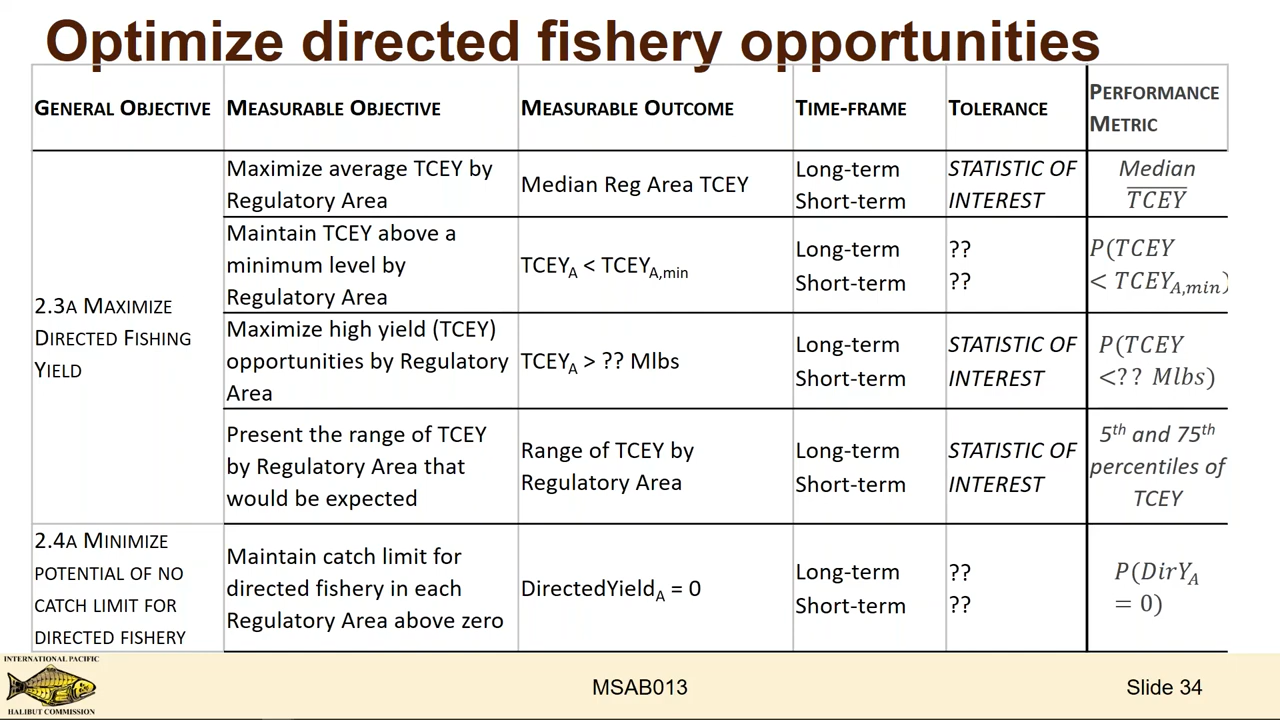 Optimize directed fishery opportunities
GENERAL OBJECTIVE
MEASURABLE OBJECTIVE
MEASURABLE OUTCOME
TIME-FRAME
TOLERANCE
PERFORMANCE
METRIC
2.3A MAXIMIZE
DIRECTED FISHING
YIELD
Maximize average TCEY by
Regulatory Area
Median Reg Area TCEY
Long-term
Short-term
STATISTIC OF
INTEREST
Median
T̅C̅E̅Y̅
Maintain TCEY above a
minimum level by
Regulatory Area
TCEY_A < TCEY_A,min
Long-term
Short-term
??
??
P(TCEY
< TCEY_A,min)
Maximize high yield (TCEY)
opportunities by Regulatory
Area
TCEY_A > ?? Mlbs
Long-term
Short-term
STATISTIC OF
INTEREST
P(TCEY
<?? Mlbs)
Present the range of TCEY
by Regulatory Area that
would be expected
Range of TCEY by
Regulatory Area
Long-term
Short-term
STATISTIC OF
INTEREST
5th and 75th
percentiles of
TCEY
2.4A MINIMIZE
POTENTIAL OF NO
CATCH LIMIT FOR
DIRECTED FISHERY
Maintain catch limit for
directed fishery in each
Regulatory Area above zero
DirectedYield_A = 0
Long-term
Short-term
??
??
P(DirY_A
= 0)
INTERNATIONAL PACIFIC
HALIBUT COMMISSION
MSAB013
Slide 34